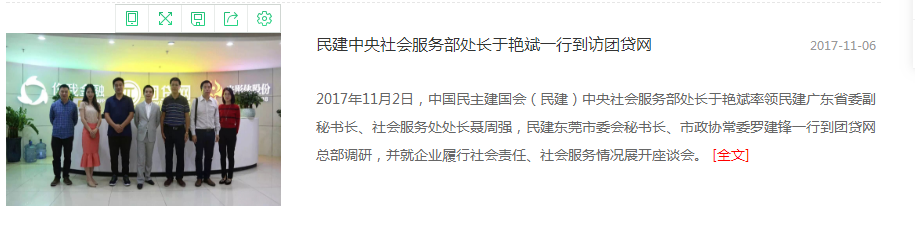 民建中央社会服务部处长于艳斌一行到访团贷网
2017-11-06
2017年11月2日，中国民主建国会（民建）中央社会服务部处长于艳斌率领民建广东省委副
秘书长、社会服务处处长聂周强，民建东莞市委会秘书长、市政协常委罗建锋一行到团贷网
总部调研，并就企业履行社会责任、社会服务情况展开座谈会。 [全文]
团贷网